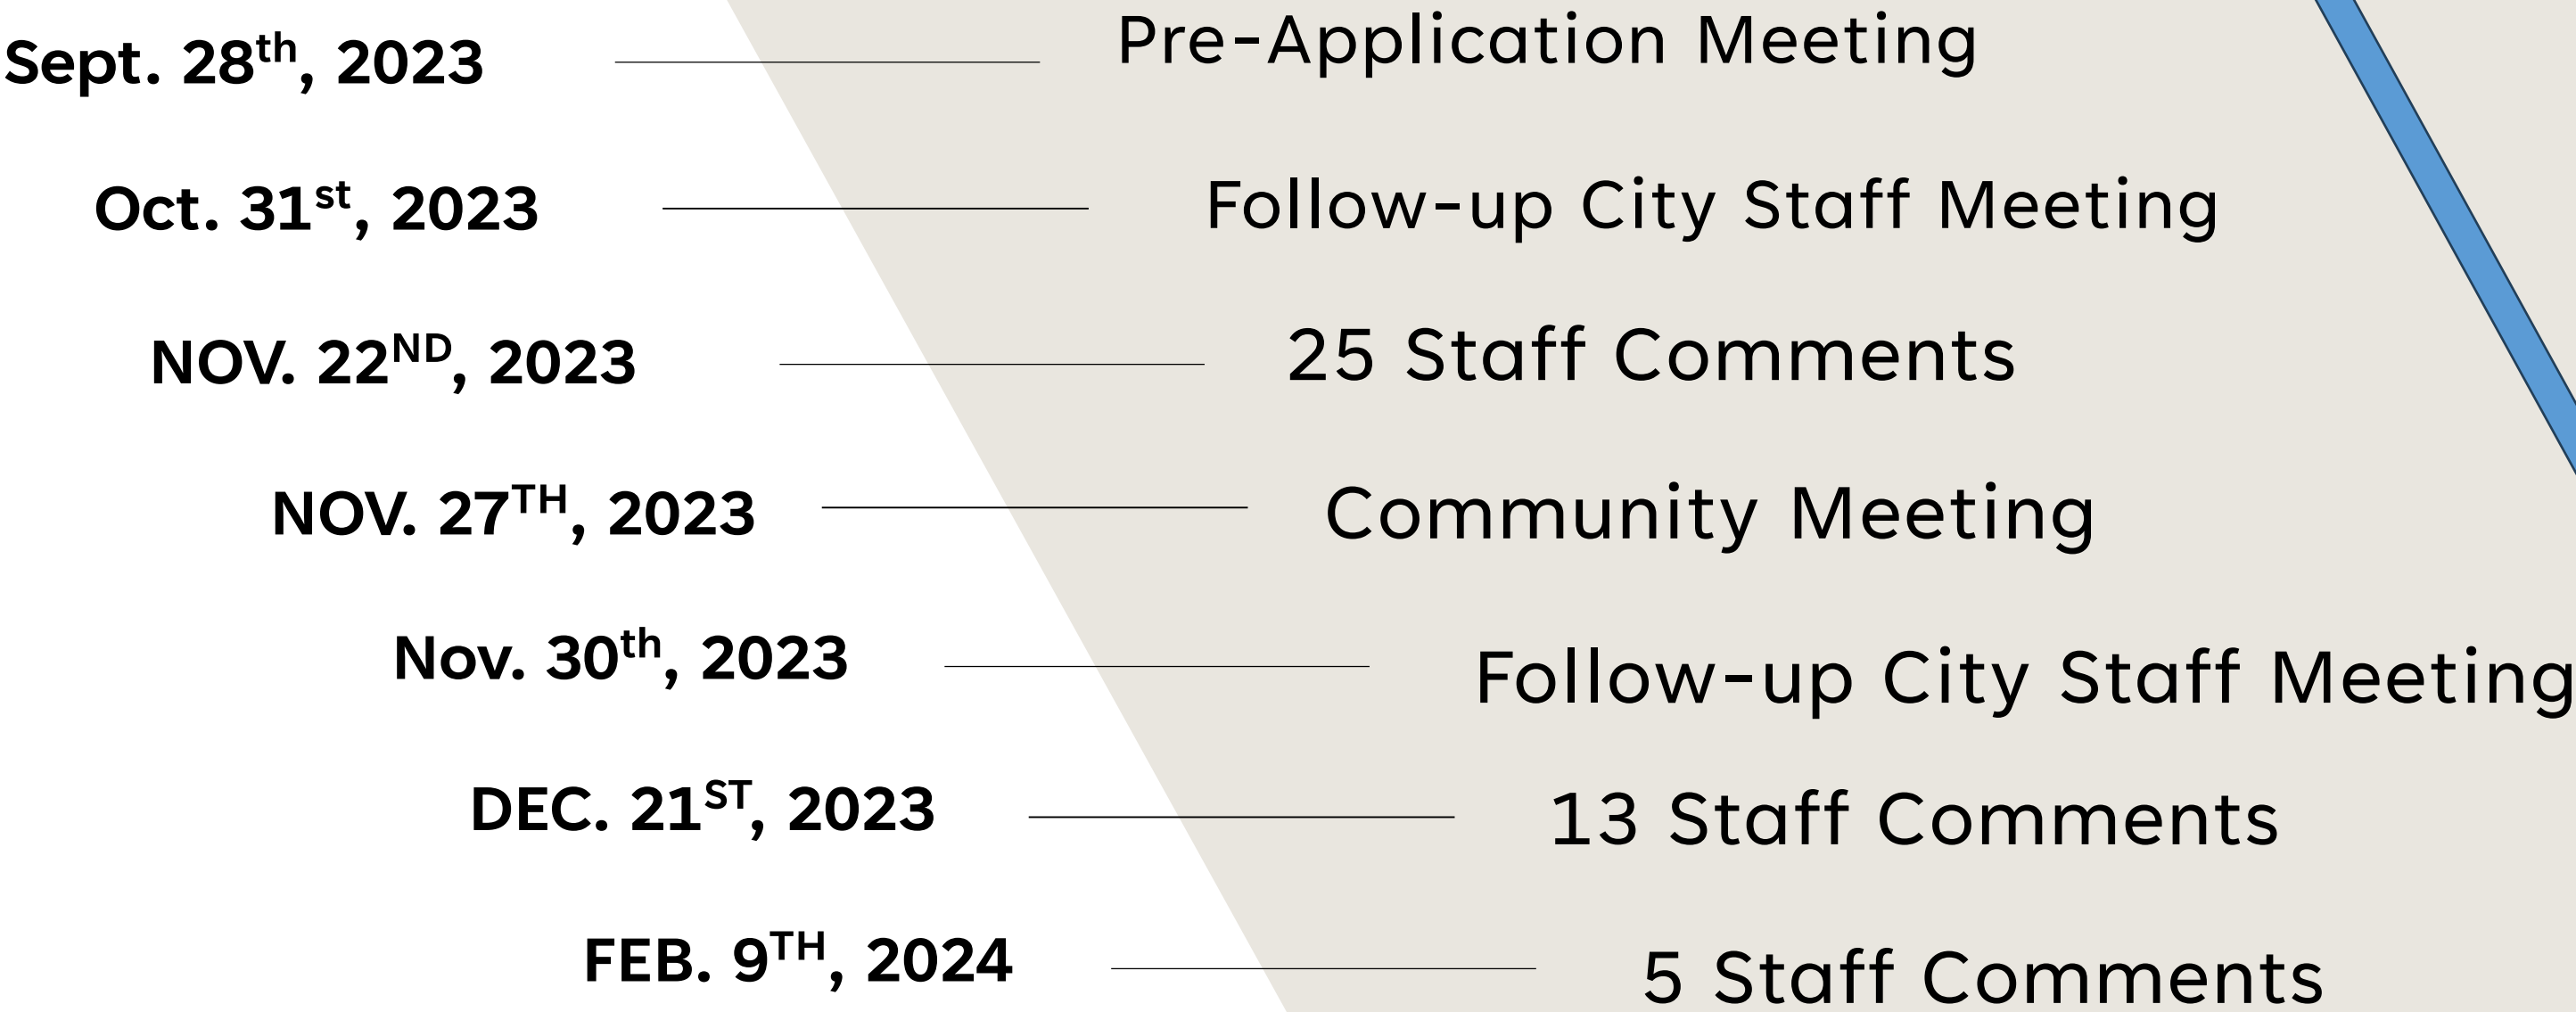 Sept. 28th, 2023 Pre-Application Meeting
Oct. 31st, 2023 Follow-up City Staff Meeting
NOV. 22ND, 2023 25 Staff Comments
NOV. 27TH, 2023 Community Meeting
Nov. 30th, 2023 Follow-up City Staff Meeting
DEC. 21ST, 2023 13 Staff Comments
FEB. 9TH, 2024 5 Staff Comments